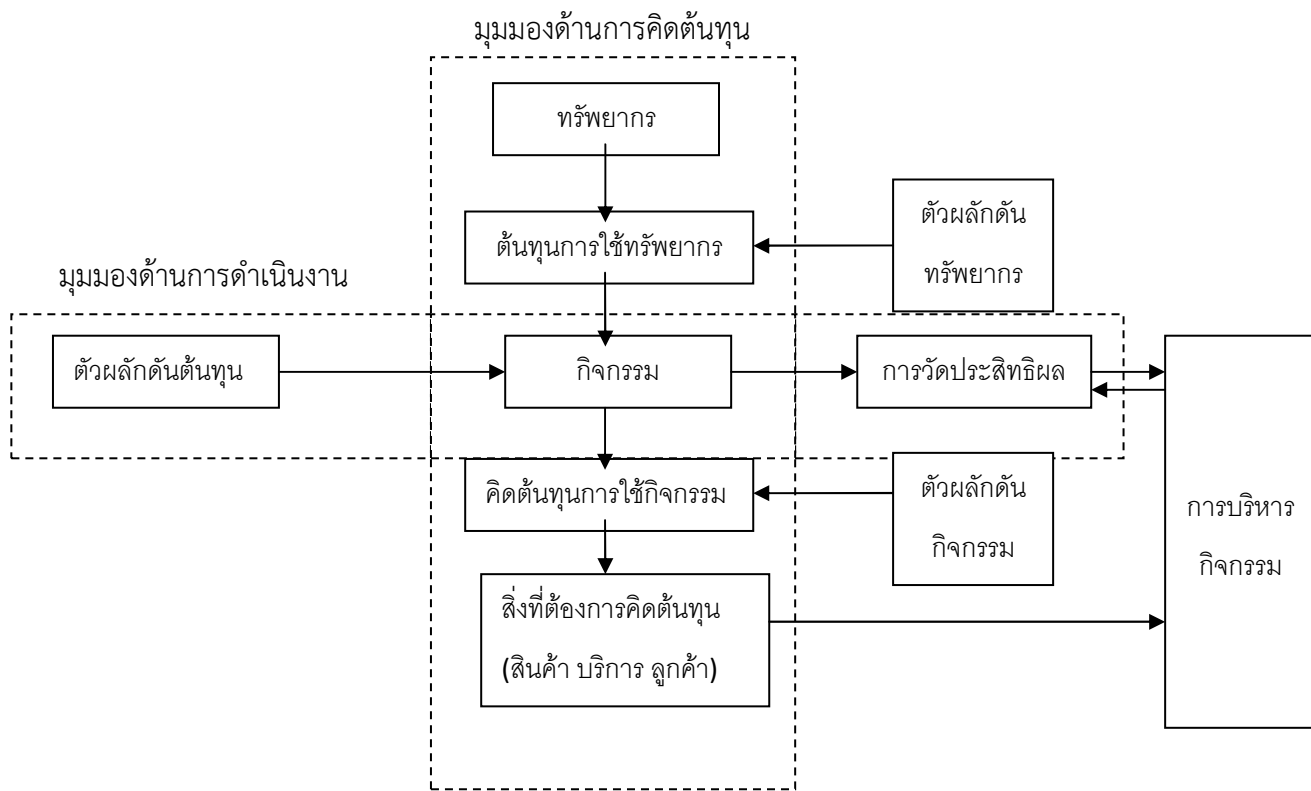 มุมมองด้านการคิดต้นทุน
ทรัพยากร
ตัวผลักดัน
ทรัพยากร
ต้นทุนการใช้ทรัพยากร
มุมมองด้านการดำเนินงาน
ตัวผลักดันต้นทุน
กิจกรรม
การวัดประสิทธิผล
คิดต้นทุนการใช้กิจกรรม
ตัวผลักดัน
กิจกรรม
การบริหาร
กิจกรรม
สิ่งที่ต้องการคิดต้นทุน
(สินค้า บริการ ลูกค้า)